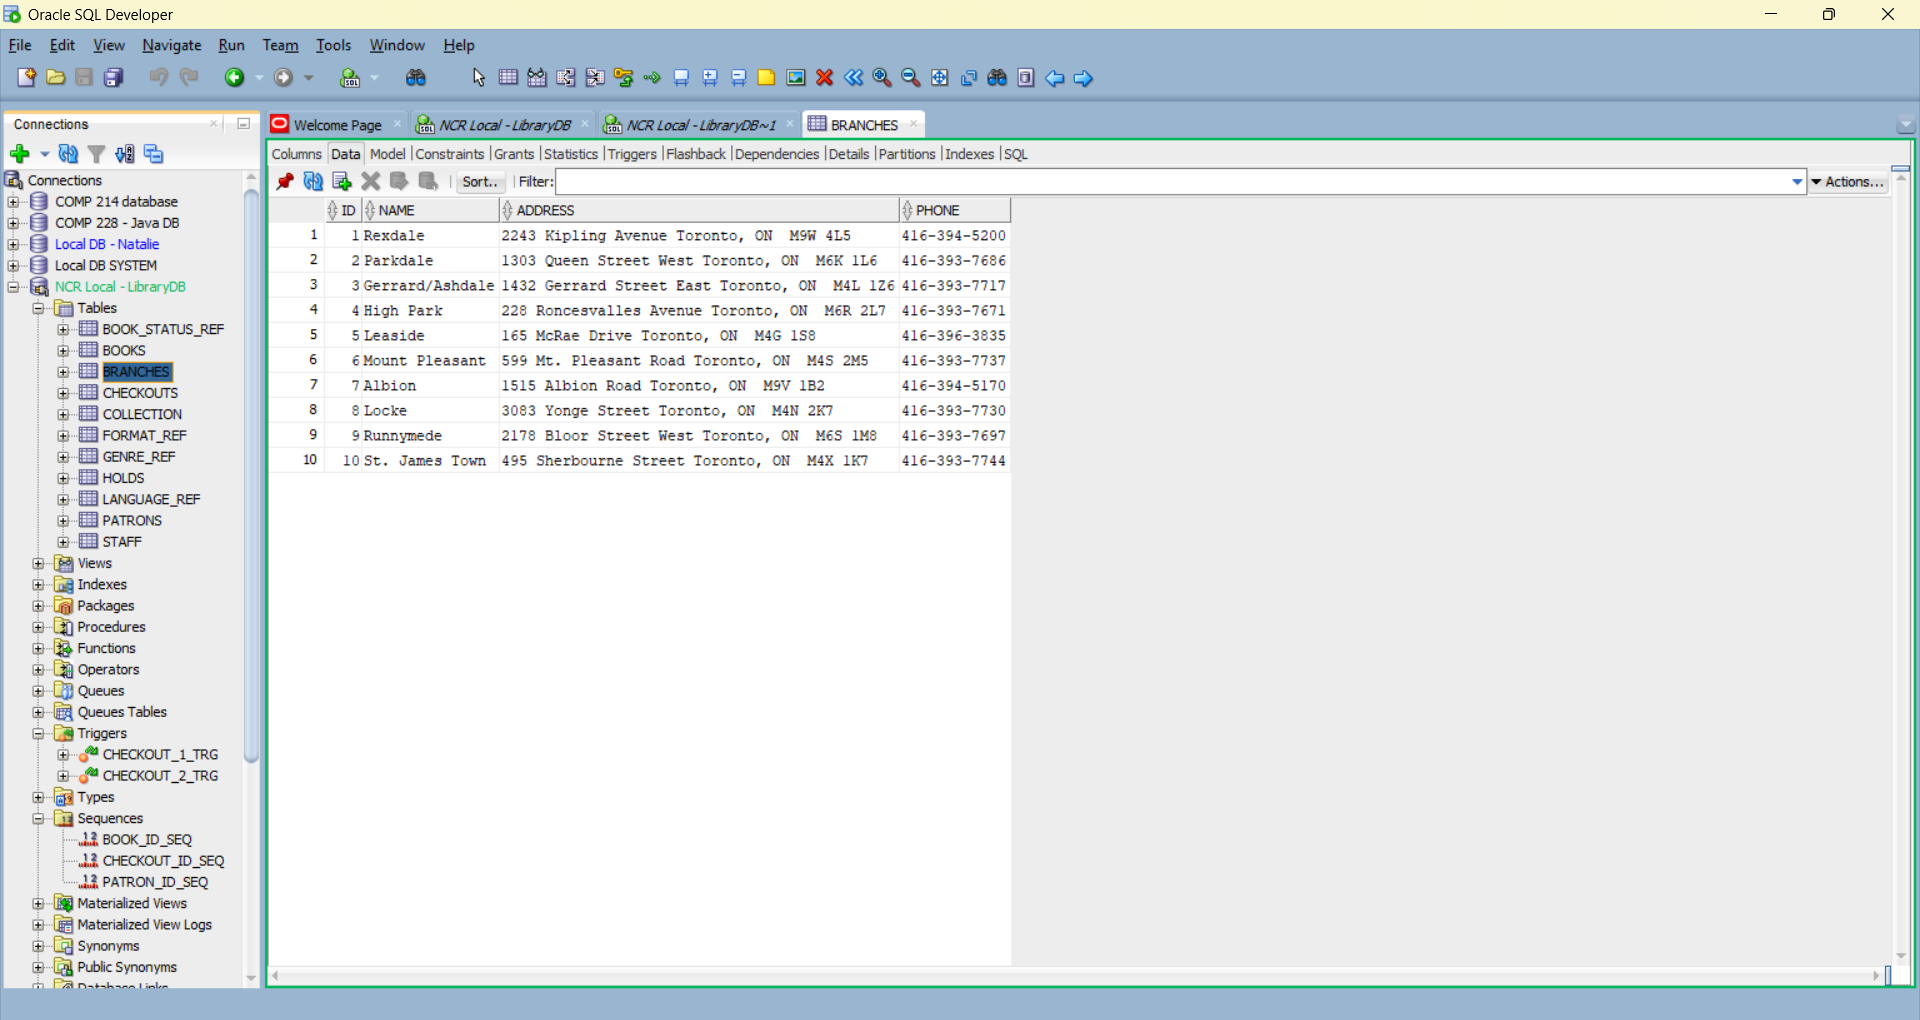 Oracle SQL Developer
File Edit View Navigate Run Team Tools Window Help
Connections
Welcome Page
NCR Local - LibraryDB
NCR Local - LibraryDB~1
BRANCHES
Columns Data Model Constraints Grants Statistics Triggers Flashback Dependencies Details Partitions Indexes SQL
Sort.. Filter: Actions...
Connections
COMP 214 database
COMP 228 - Java DB
Local DB - Natalie
Local DB SYSTEM
NCR Local - LibraryDB
Tables
BOOK_STATUS_REF
BOOKS
BRANCHES
CHECKOUTS
COLLECTION
FORMAT_REF
GENRE_REF
HOLDS
LANGUAGE_REF
PATRONS
STAFF
Views
Indexes
Packages
Procedures
Functions
Operators
Queues
Queues Tables
Triggers
CHECKOUT_1_TRG
CHECKOUT_2_TRG
Types
Sequences
BOOK_ID_SEQ
CHECKOUT_ID_SEQ
PATRON_ID_SEQ
Materialized Views
Materialized View Logs
Synonyms
Public Synonyms
Database Links
ID NAME ADDRESS PHONE
1 1 Rexdale 2243 Kipling Avenue Toronto, ON M9W 4L5 416-394-5200
2 2 Parkdale 1303 Queen Street West Toronto, ON M6K 1L6 416-393-7686
3 3 Gerrard/Ashdale 1432 Gerrard Street East Toronto, ON M4L 1Z6 416-393-7717
4 4 High Park 228 Roncesvalles Avenue Toronto, ON M6R 2L7 416-393-7671
5 5 Leaside 165 McRae Drive Toronto, ON M4G 1S8 416-396-3835
6 6 Mount Pleasant 599 Mt. Pleasant Road Toronto, ON M4S 2M5 416-393-7737
7 7 Albion 1515 Albion Road Toronto, ON M9V 1B2 416-394-5170
8 8 Locke 3083 Yonge Street Toronto, ON M4N 2K7 416-393-7730
9 9 Runnymede 2178 Bloor Street West Toronto, ON M6S 1M8 416-393-7697
10 10 St. James Town 495 Sherbourne Street Toronto, ON M4X 1K7 416-393-7744